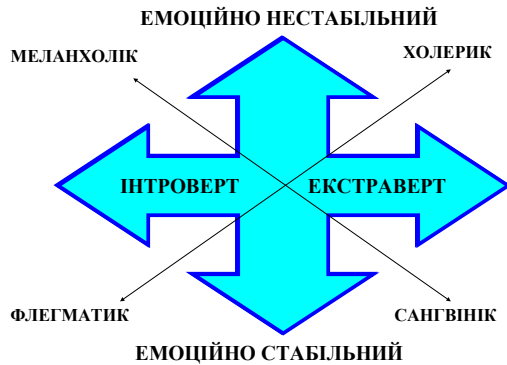 ЕМОЦІЙНО НЕСТАБІЛЬНИЙ
МЕЛАНХОЛІК
ХОЛЕРИК
ІНТРОВЕРТ
ЕКСТРАВЕРТ
ФЛЕГМАТИК
САНГВІНІК
ЕМОЦІЙНО СТАБІЛЬНИЙ